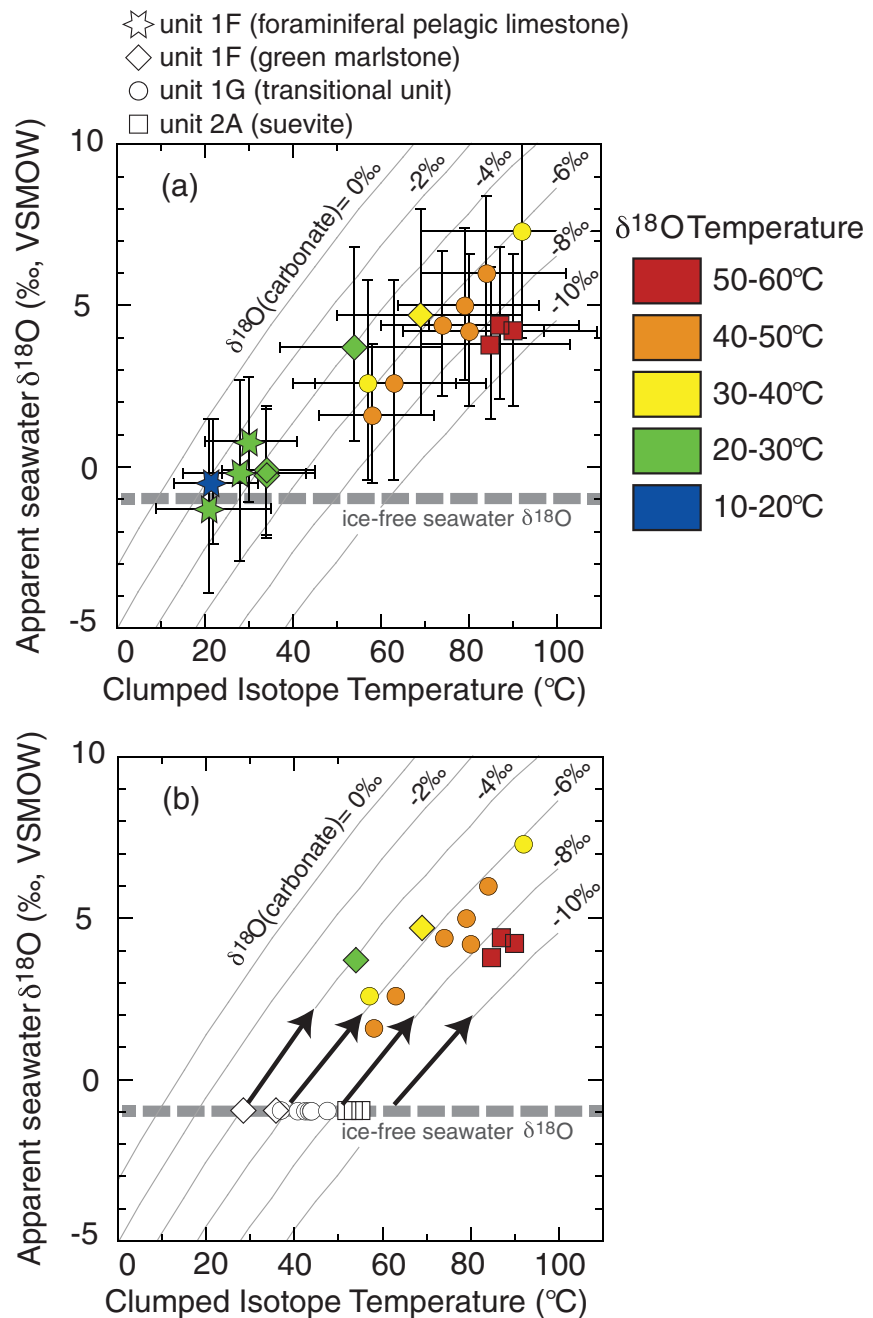 unit 1F (foraminiferal pelagic limestone)
unit 1F (green marlstone)
unit 1G (transitional unit)
unit 2A (suevite)
(a)
δ18O(carbonate)= 0‰
-2‰
-4‰
-6‰
-8‰
-10‰
ice-free seawater δ18O
10
5
0
-5
Apparent seawater δ18O (‰, VSMOW)
0 20 40 60 80 100
Clumped Isotope Temperature (°C)
δ18O Temperature
50-60°C
40-50°C
30-40°C
20-30°C
10-20°C
(b)
δ18O(carbonate)= 0‰
-2‰
-4‰
-6‰
-8‰
-10‰
ice-free seawater δ18O
10
5
0
-5
Apparent seawater δ18O (‰, VSMOW)
0 20 40 60 80 100
Clumped Isotope Temperature (°C)